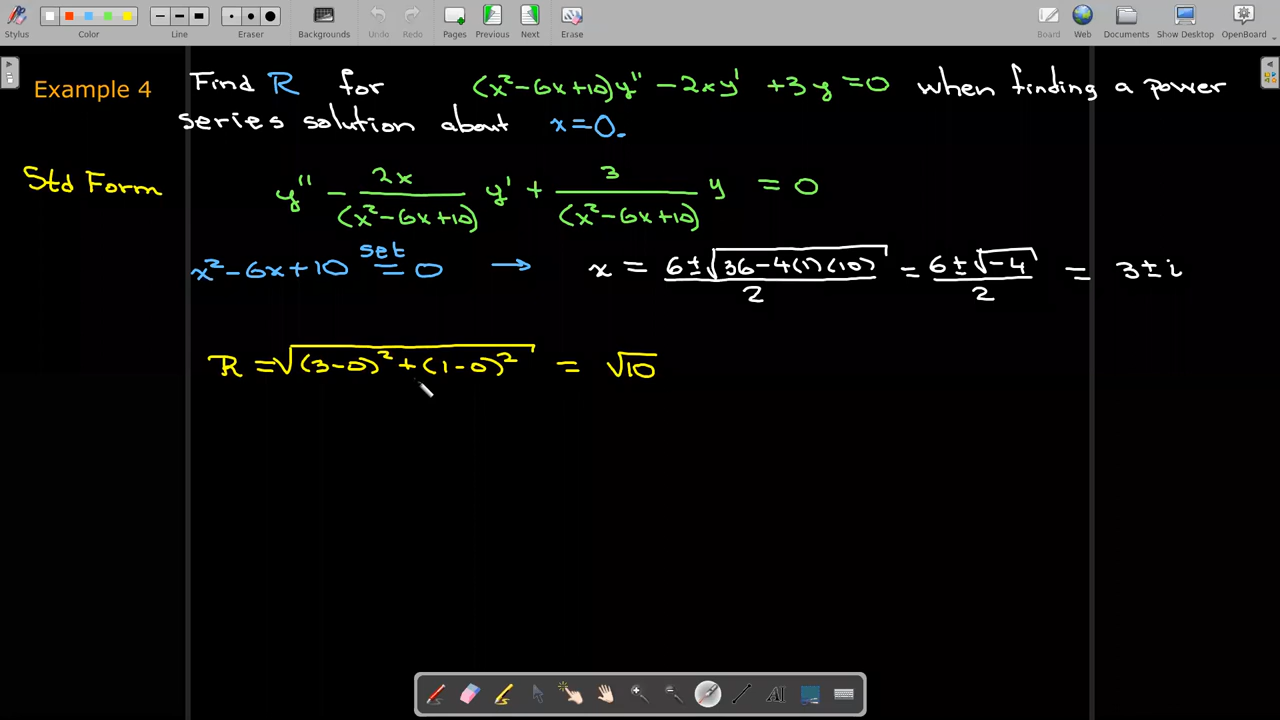 Stylus Color Line Eraser Backgrounds Undo Redo Pages Previous Next Erase Board Web Documents Show Desktop OpenBoard
Example 4 Find R for (x²-6x+10)y'' - 2xy' + 3y = 0 when finding a power
series solution about x=0.
Std Form y'' - 2x/(x²-6x+10) y' + 3/(x²-6x+10) y = 0
x²-6x+10 set = 0 → x = 6±√(36-4(1)(10))/2 = 6±√-4/2 = 3±i
R = √((3-0)²+(1-0)²) = √10
AI